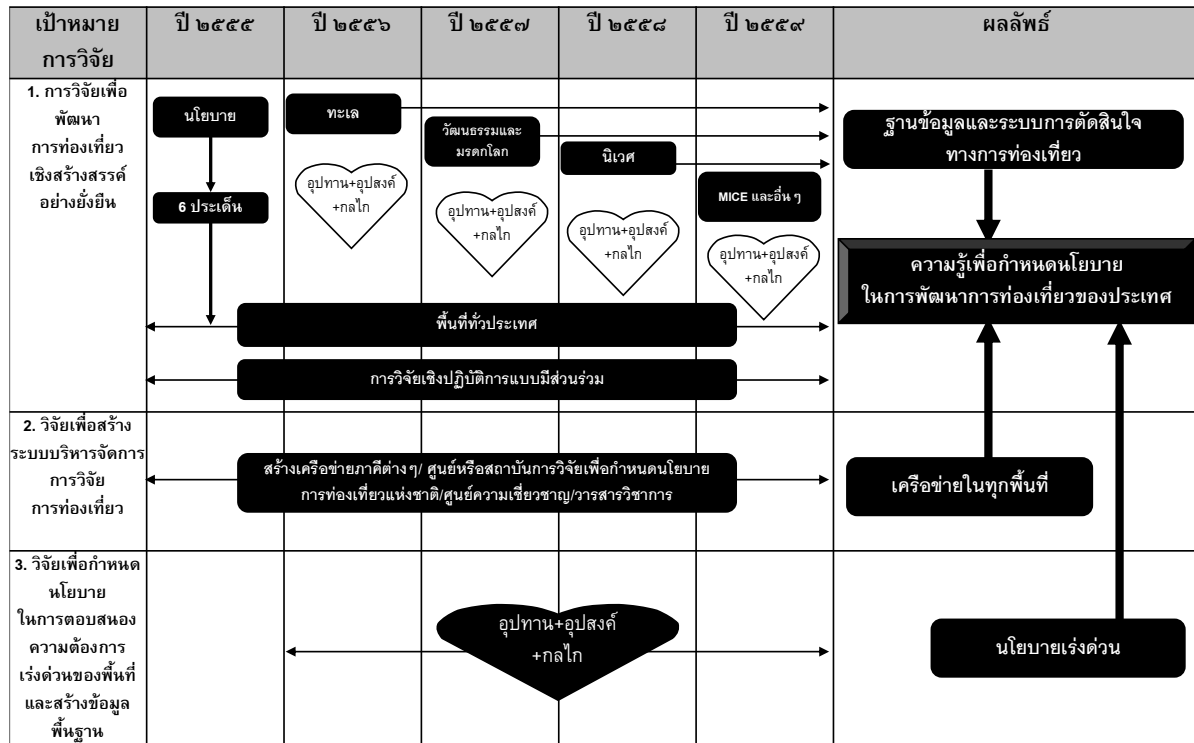 เป้าหมาย
การวิจัย
ปี ๒๕๕๕
ปี ๒๕๕๖
ปี ๒๕๕๗
ปี ๒๕๕๘
ปี ๒๕๕๙
ผลลัพธ์
1. การวิจัยเพื่อ
พัฒนา
การท่องเที่ยว
เชิงสร้างสรรค์
อย่างยั่งยืน
นโยบาย
6 ประเด็น
ทะเล
อุปทาน+อุปสงค์
+กลไก
วัฒนธรรมและ
มรดกโลก
อุปทาน+อุปสงค์
+กลไก
นิเวศ
อุปทาน+อุปสงค์
+กลไก
MICE และอื่น ๆ
อุปทาน+อุปสงค์
+กลไก
พื้นที่ทั่วประเทศ
การวิจัยเชิงปฏิบัติการแบบมีส่วนร่วม
ฐานข้อมูลและระบบการตัดสินใจ
ทางการท่องเที่ยว
ความรู้เพื่อกำหนดนโยบาย
ในการพัฒนาการท่องเที่ยวของประเทศ
2. วิจัยเพื่อสร้าง
ระบบบริหารจัดการ
การวิจัย
การท่องเที่ยว
สร้างเครือข่ายภาคีต่างๆ/ ศูนย์หรือสถาบันการวิจัยเพื่อกำหนดนโยบาย
การท่องเที่ยวแห่งชาติ/ศูนย์ความเชี่ยวชาญ/วารสารวิชาการ
เครือข่ายในทุกพื้นที่
3. วิจัยเพื่อกำหนด
นโยบาย
ในการตอบสนอง
ความต้องการ
เร่งด่วนของพื้นที่
และสร้างข้อมูล
พื้นฐาน
อุปทาน+อุปสงค์
+กลไก
นโยบายเร่งด่วน